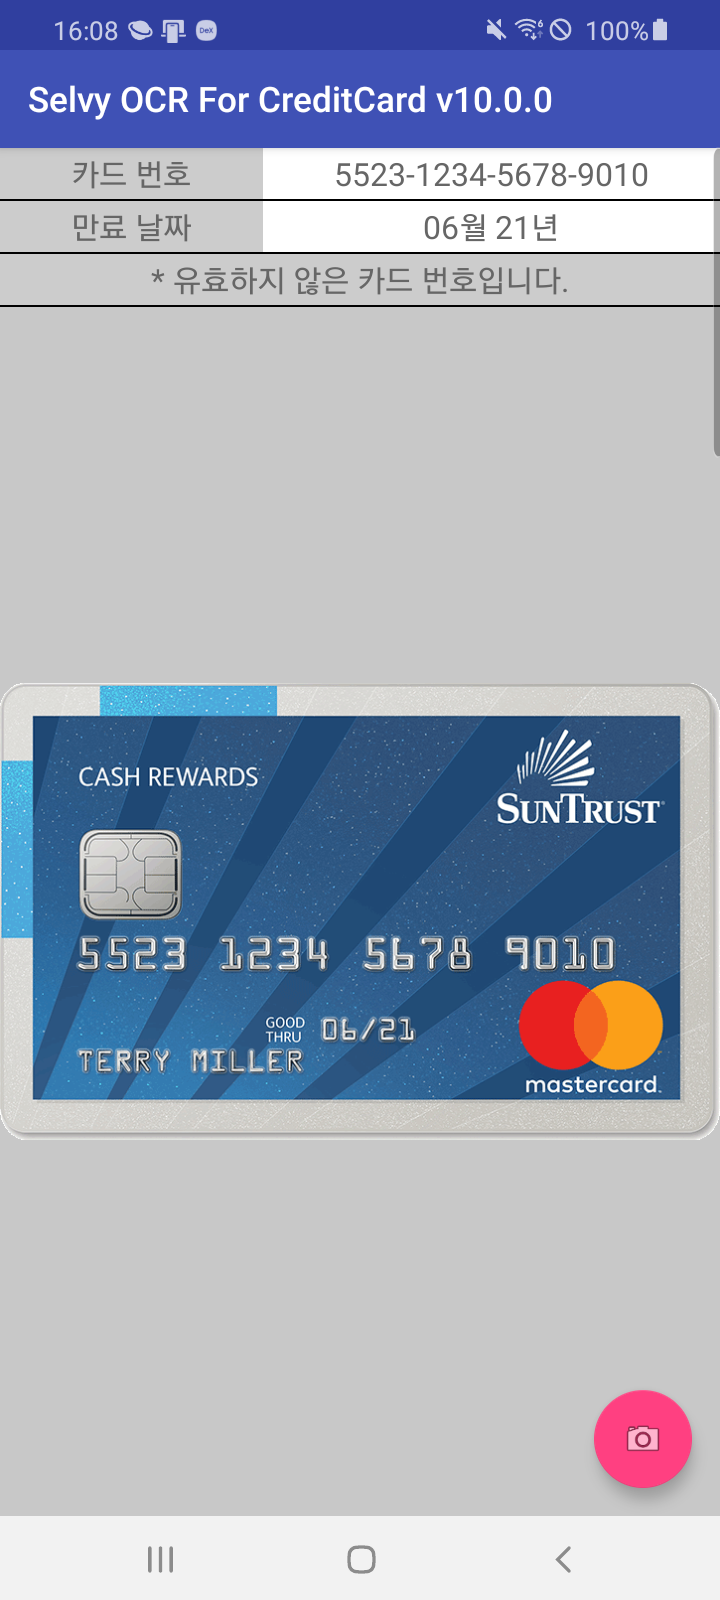 16:08 DeX 6 100%
Selvy OCR For CreditCard v10.0.0
카드 번호 5523-1234-5678-9010
만료 날짜 06월 21년
* 유효하지 않은 카드 번호입니다.
CASH REWARDS
SUNTRUST
5523 1234 5678 9010
GOOD THRU 06/21
TERRY MILLER
mastercard.